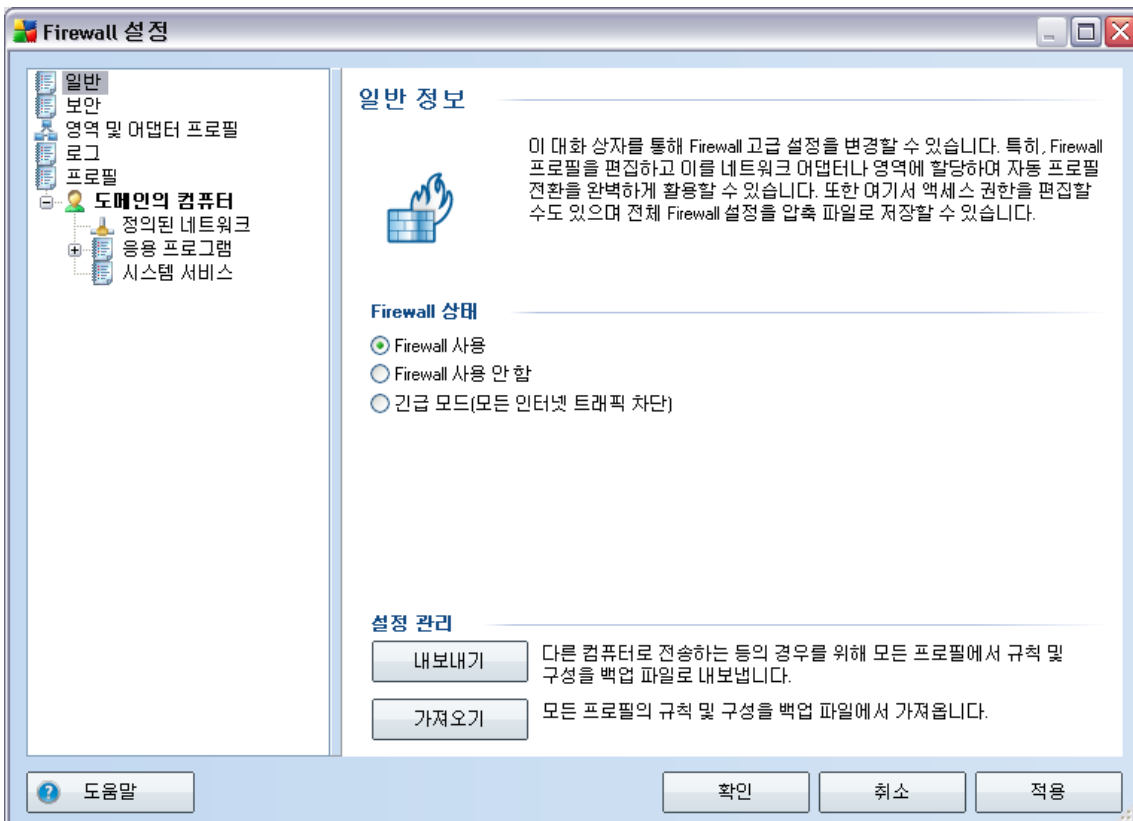 Firewall 설정
일반
보안
영역 및 어댑터 프로필
로그
프로필
도메인의 컴퓨터
정의된 네트워크
응용 프로그램
시스템 서비스
일반 정보
이 대화 상자를 통해 Firewall 고급 설정을 변경할 수 있습니다. 특히, Firewall
프로필을 편집하고 이를 네트워크 어댑터나 영역에 할당하여 자동 프로필
전환을 완벽하게 활용할 수 있습니다. 또한 여기서 액세스 권한을 편집할
수도 있으며 전체 Firewall 설정을 압축 파일로 저장할 수 있습니다.
Firewall 상태
Firewall 사용
Firewall 사용 안 함
긴급 모드(모든 인터넷 트래픽 차단)
설정 관리
내보내기
다른 컴퓨터로 전송하는 등의 경우를 위해 모든 프로필에서 규칙 및
구성을 백업 파일로 내보냅니다.
가져오기
모든 프로필의 규칙 및 구성을 백업 파일에서 가져옵니다.
도움말
확인
취소
적용